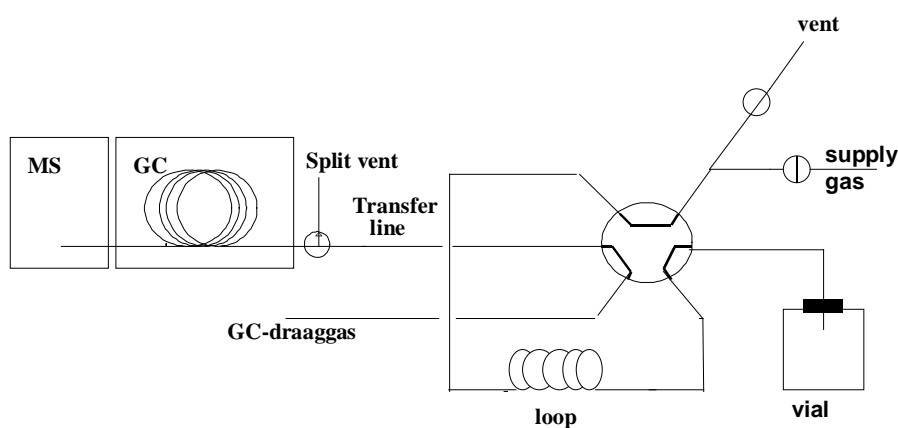 vent
MS
GC
Split vent
supply
gas
Transfer
line
GC-draaggas
loop
vial